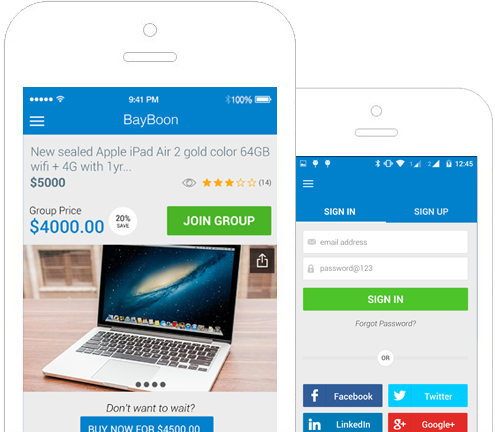 9:41 PM
100%
BayBoon
New sealed Apple iPad Air 2 gold color 64GB
wifi + 4G with 1yr...
$5000
(14)
Group Price
$4000.00
20%
SAVE
JOIN GROUP
Don't want to wait?
BUY NOW FOR $4500.00
12:45
SIGN IN
SIGN UP
email address
password@123
SIGN IN
Forgot Password?
OR
f Facebook
Twitter
in LinkedIn
g+ Google+